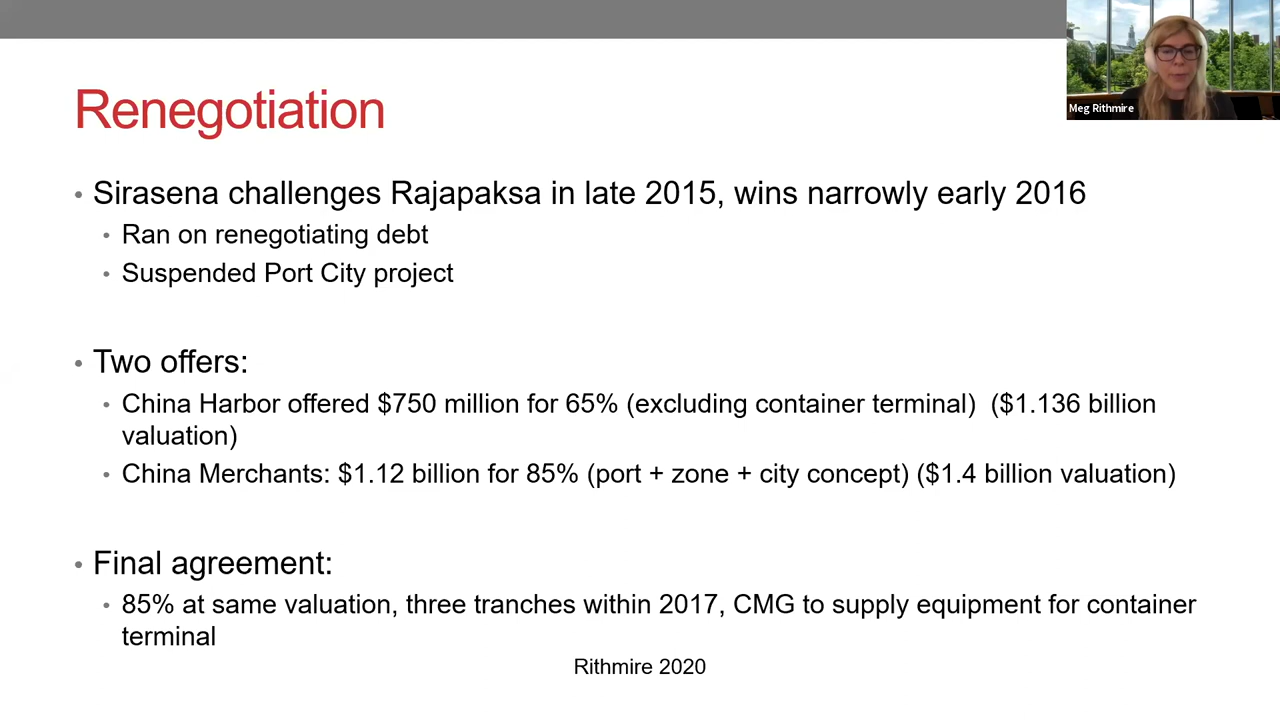 Meg Rithmire
Renegotiation
• Sirasena challenges Rajapaksa in late 2015, wins narrowly early 2016
• Ran on renegotiating debt
• Suspended Port City project
• Two offers:
• China Harbor offered $750 million for 65% (excluding container terminal) ($1.136 billion
valuation)
• China Merchants: $1.12 billion for 85% (port + zone + city concept) ($1.4 billion valuation)
• Final agreement:
• 85% at same valuation, three tranches within 2017, CMG to supply equipment for container
terminal
Rithmire 2020